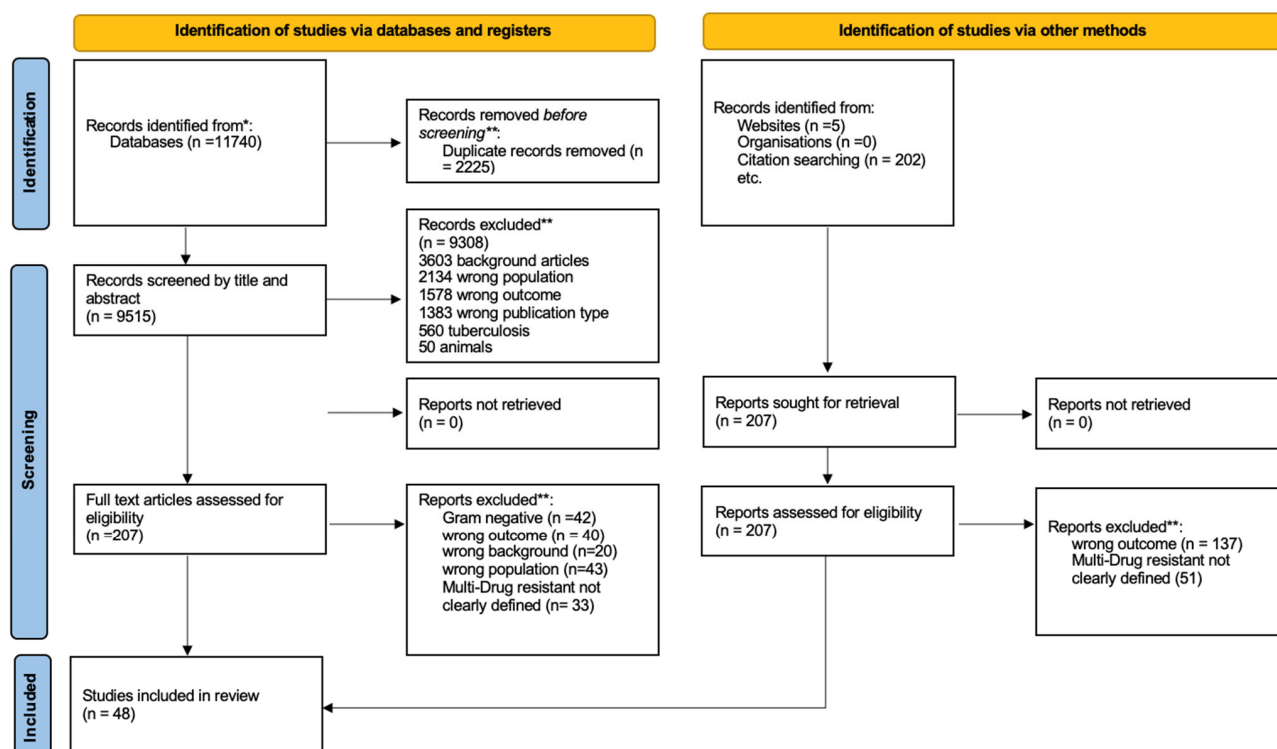 Identification of studies via databases and registers
Identification of studies via other methods
Identification
Records identified from*:
Databases (n =11740)
Records removed before
screening**:
Duplicate records removed (n
= 2225)
Records identified from:
Websites (n =5)
Organisations (n =0)
Citation searching (n = 202)
etc.
Screening
Records screened by title and
abstract
(n = 9515)
Records excluded**
(n = 9308)
3603 background articles
2134 wrong population
1578 wrong outcome
1383 wrong publication type
560 tuberculosis
50 animals
Reports not retrieved
(n = 0)
Reports sought for retrieval
(n = 207)
Reports not retrieved
(n = 0)
Full text articles assessed for
eligibility
(n =207)
Reports excluded**:
Gram negative (n =42)
wrong outcome (n = 40)
wrong background (n=20)
wrong population (n=43)
Multi-Drug resistant not
clearly defined (n= 33)
Reports assessed for eligibility
(n = 207)
Reports excluded**:
wrong outcome (n = 137)
Multi-Drug resistant not
clearly defined (51)
Included
Studies included in review
(n = 48)